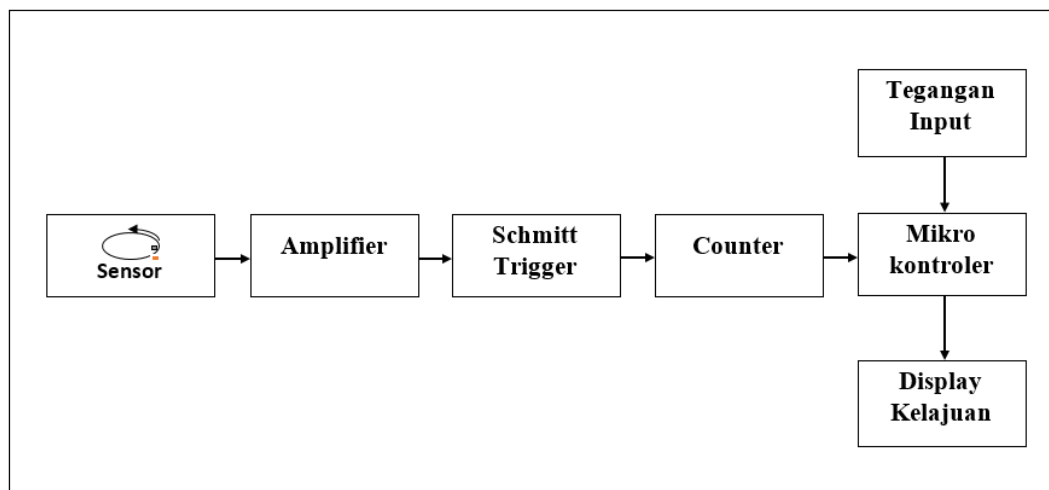 Tegangan
Input
Sensor
Amplifier
Schmitt
Trigger
Counter
Mikro
kontroler
Display
Kelajuan